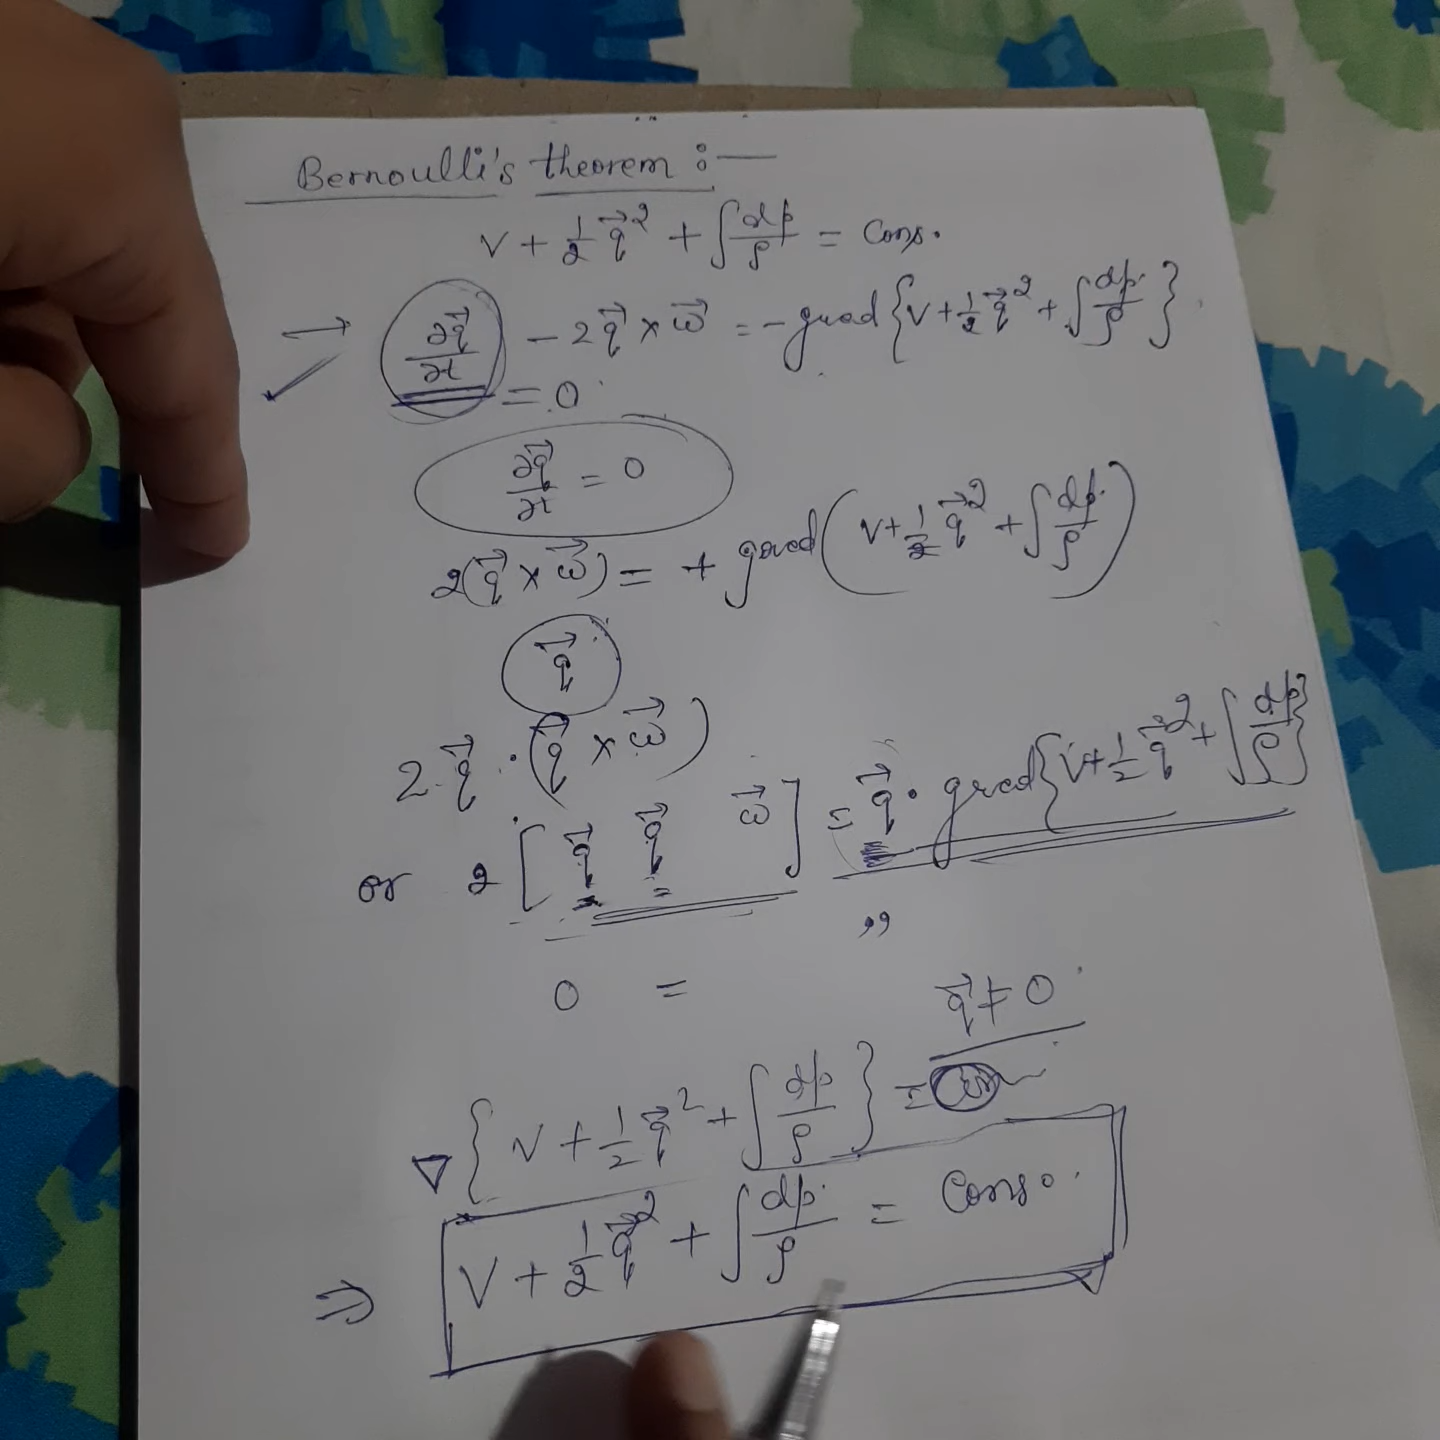 Bernoulli's theorem :—
V + 1/2 q⃗² + ∫ dp/ρ = Cons.
→ ∂q⃗/∂t - 2q⃗ × ω⃗ = - grad {V + 1/2 q⃗² + ∫ dp/ρ}
✓ = 0
∂q⃗/∂t = 0
2(q⃗ × ω⃗) = + grad (V + 1/2 q⃗² + ∫ dp/ρ)
q⃗
2 q⃗ · (q⃗ × ω⃗)
or 2 [q⃗ q⃗ ω⃗] = q⃗ · grad {V + 1/2 q⃗² + ∫ dp/ρ}
0 = ,,
q⃗ ≠ 0
∇ {V + 1/2 q⃗² + ∫ dp/ρ} =
⇒ V + 1/2 q⃗² + ∫ dp/ρ = Cons.